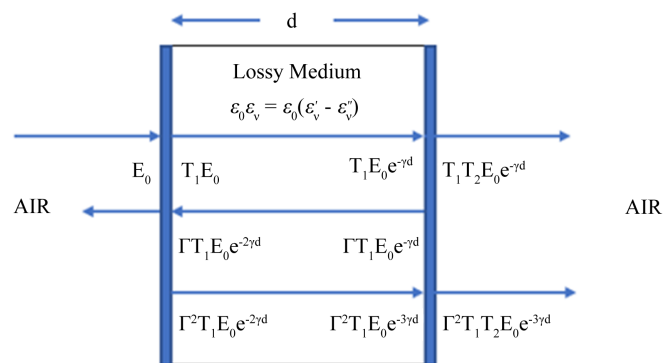 d
Lossy Medium
ε₀εᵥ = ε₀(ε′ᵥ - ε″ᵥ)
E₀ T₁E₀ T₁E₀e^-γd T₁T₂E₀e^-γd
AIR AIR
ΓT₁E₀e^-2γd ΓT₁E₀e^-γd
Γ²T₁E₀e^-2γd Γ²T₁E₀e^-3γd Γ²T₁T₂E₀e^-3γd